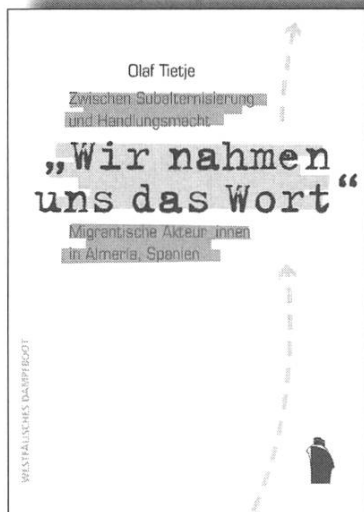 Olaf Tietje
Zwischen Subalternisierung
und Handlungsmacht
„Wir nahmen
uns das Wort“
Migrantische Akteur_innen
in Almería, Spanien
WESTFÄLISCHES DAMPFBOOT